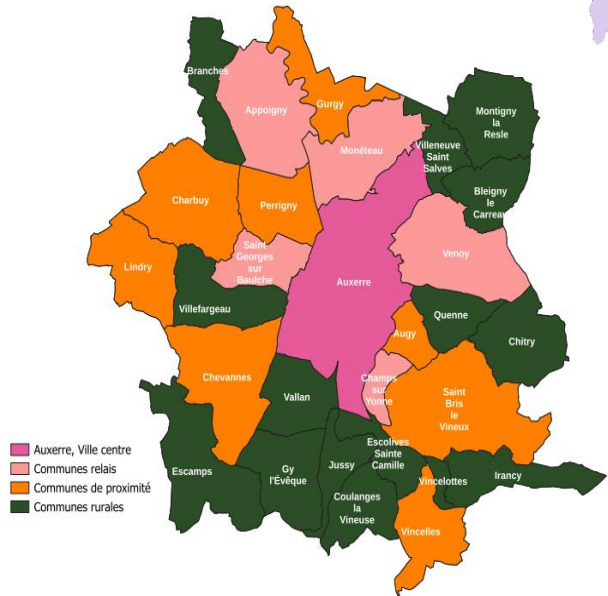 Branches
Appoigny
Gurgy
Montigny
la
Resle
Monéteau
Villeneuve
Saint
Salves
Bleigny
le
Carreau
Charbuy
Perrigny
Saint
Georges
sur
Baulche
Venoy
Lindry
Auxerre
Villefargeau
Quenne
Augy
Chitry
Chevannes
Champs
sur
Yonne
Vallan
Saint
Bris
le
Vineux
Escolives
Sainte
Camille
Escamps
Gy
l'Évêque
Jussy
Vincelottes
Irancy
Coulanges
la
Vineuse
Vincelles
Auxerre, Ville centre
Communes relais
Communes de proximité
Communes rurales